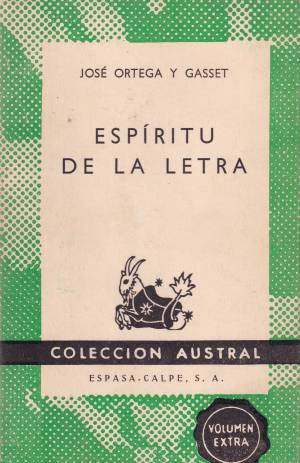 JOSÉ ORTEGA Y GASSET
ESPÍRITU
DE LA LETRA
COLECCION AUSTRAL
ESPASA-CALPE, S. A.
VOLUMEN
EXTRA